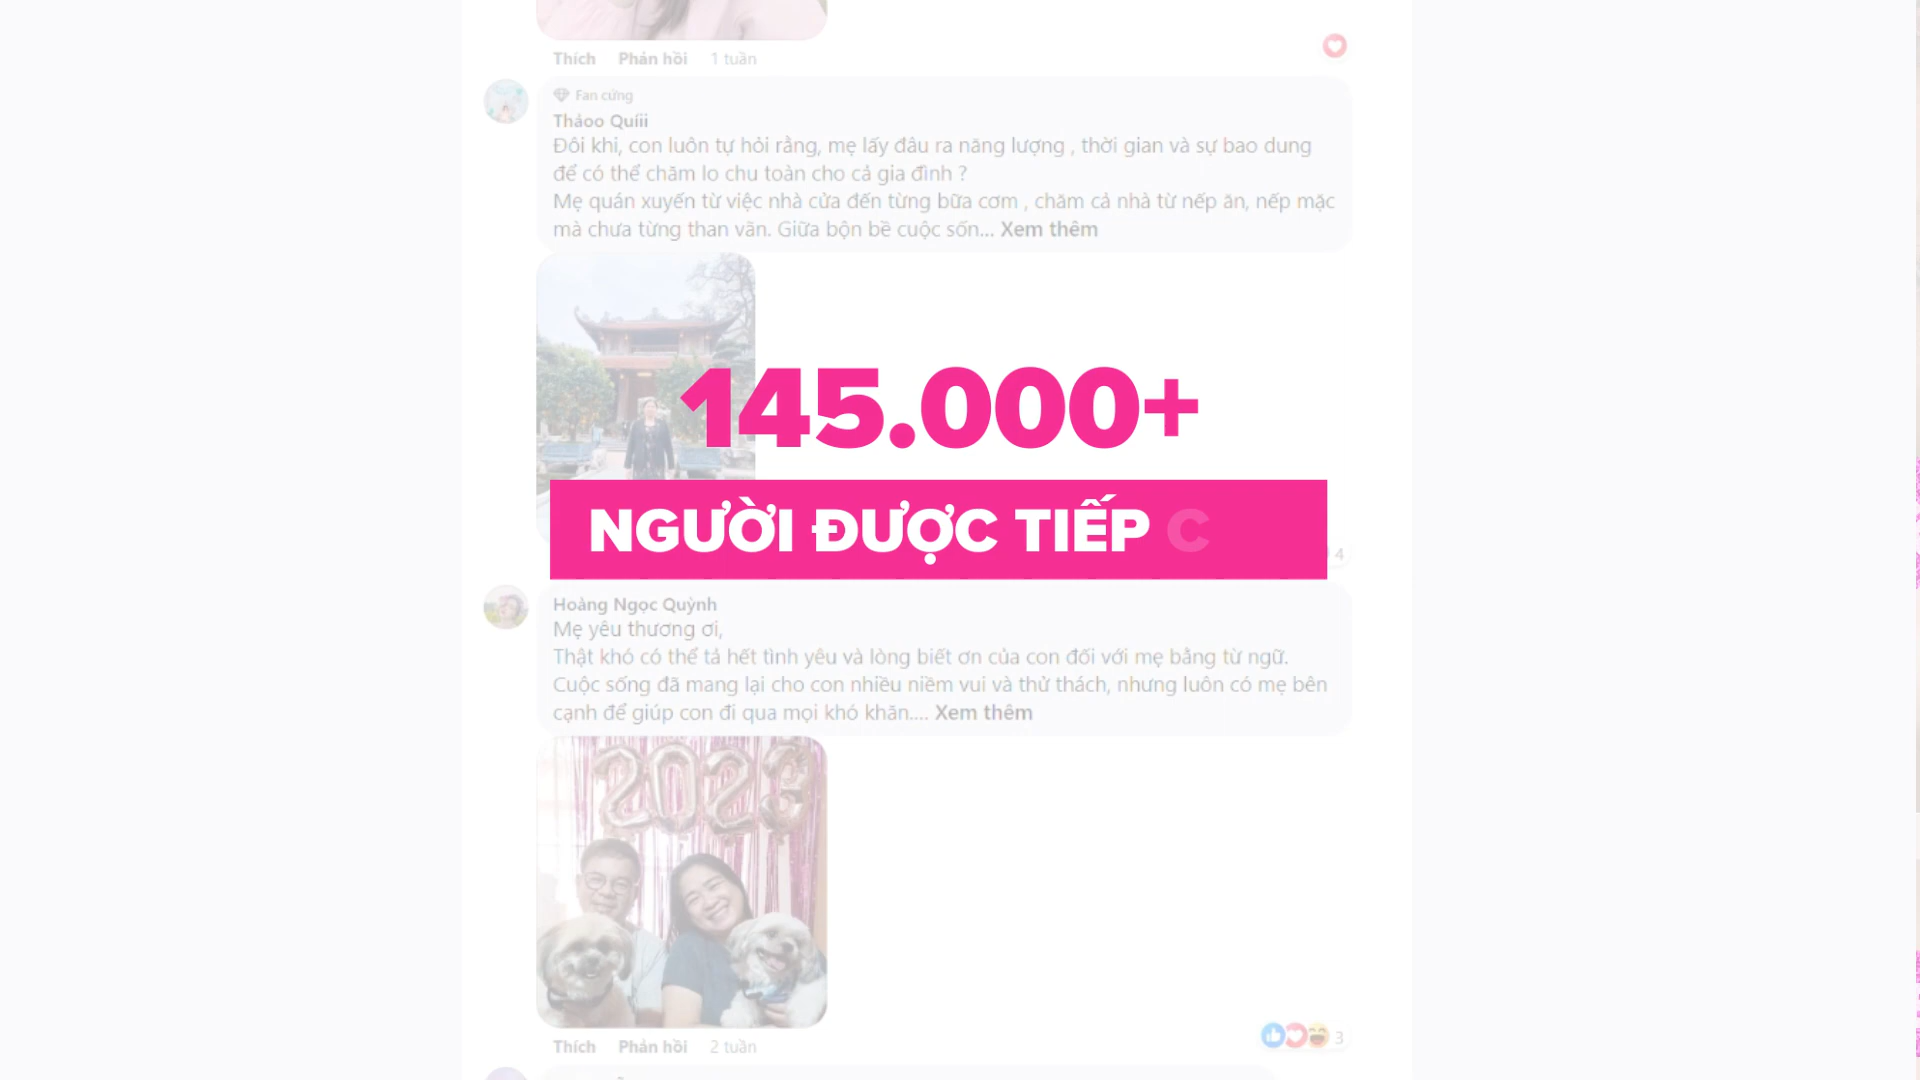 Thích Phản hồi 1 tuần
Fan cứng
Thảoo Quíii
Đôi khi, con luôn tự hỏi rằng, mẹ lấy đâu ra năng lượng , thời gian và sự bao dung
để có thể chăm lo chu toàn cho cả gia đình ?
Mẹ quán xuyến từ việc nhà cửa đến từng bữa cơm , chăm cả nhà từ nếp ăn, nếp mặc
mà chưa từng than vãn. Giữa bộn bề cuộc sốn... Xem thêm
145.000+
NGƯỜI ĐƯỢC TIẾP C
4
Hoàng Ngọc Quỳnh
Mẹ yêu thương ơi,
Thật khó có thể tả hết tình yêu và lòng biết ơn của con đối với mẹ bằng từ ngữ.
Cuộc sống đã mang lại cho con nhiều niềm vui và thử thách, nhưng luôn có mẹ bên
cạnh để giúp con đi qua mọi khó khăn.... Xem thêm
2023
Thích Phản hồi 2 tuần
3